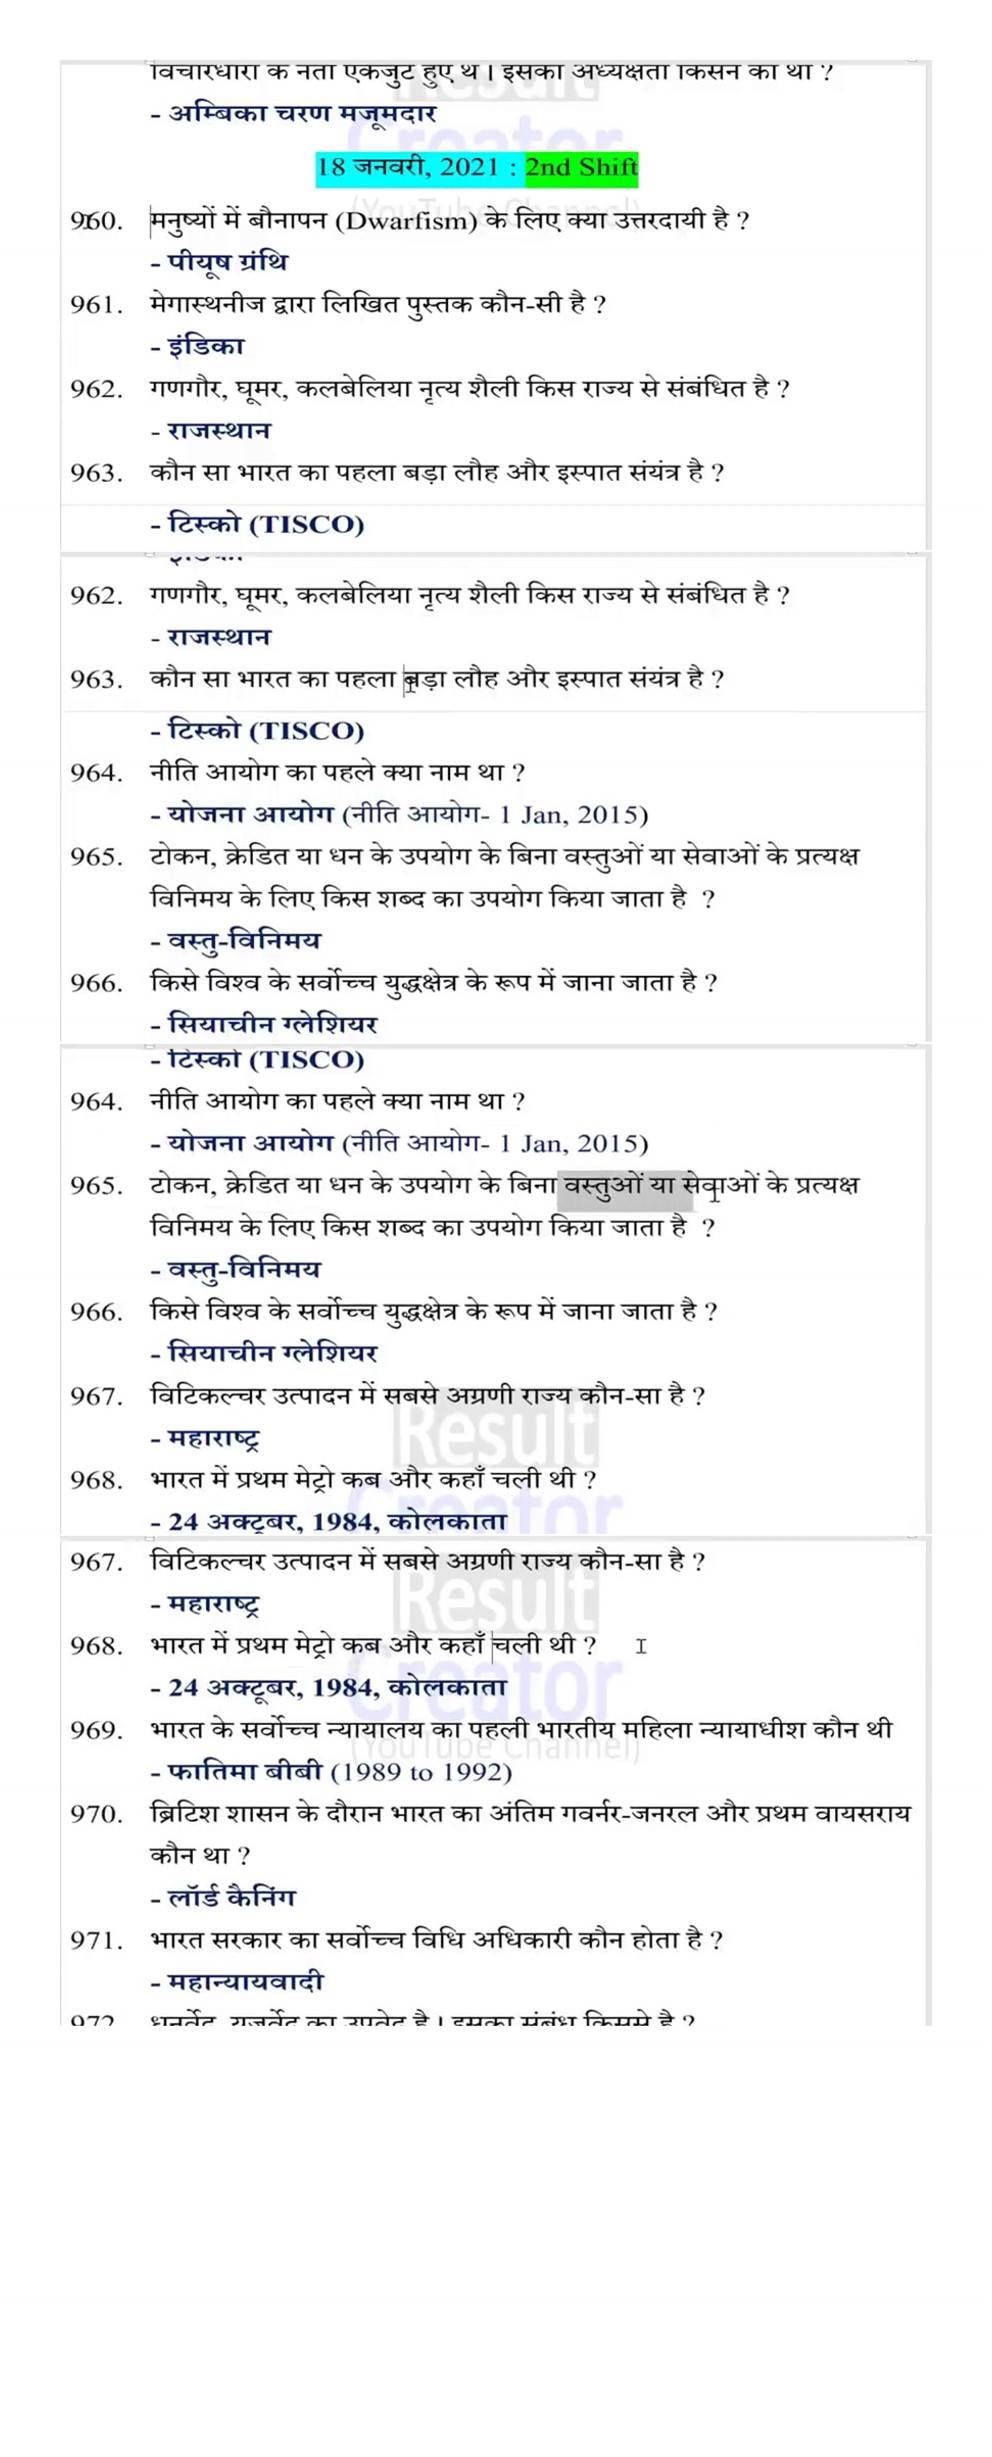 विचारधारा के नेता एकजुट हुए थे । इसकी अध्यक्षता किसने की थी ?
- अम्बिका चरण मजूमदार
18 जनवरी, 2021 : 2nd Shift
(YouTube Channel)
960. मनुष्यों में बौनापन (Dwarfism) के लिए क्या उत्तरदायी है ?
- पीयूष ग्रंथि
961. मेगास्थनीज द्वारा लिखित पुस्तक कौन-सी है ?
- इंडिका
962. गणगौर, घूमर, कलबेलिया नृत्य शैली किस राज्य से संबंधित है ?
- राजस्थान
963. कौन सा भारत का पहला बड़ा लौह और इस्पात संयंत्र है ?
- टिस्को (TISCO)
962. गणगौर, घूमर, कलबेलिया नृत्य शैली किस राज्य से संबंधित है ?
- राजस्थान
963. कौन सा भारत का पहला बड़ा लौह और इस्पात संयंत्र है ?
- टिस्को (TISCO)
964. नीति आयोग का पहले क्या नाम था ?
- योजना आयोग (नीति आयोग- 1 Jan, 2015)
965. टोकन, क्रेडित या धन के उपयोग के बिना वस्तुओं या सेवाओं के प्रत्यक्ष
विनिमय के लिए किस शब्द का उपयोग किया जाता है ?
- वस्तु-विनिमय
966. किसे विश्व के सर्वोच्च युद्धक्षेत्र के रूप में जाना जाता है ?
- सियाचीन ग्लेशियर
- टिस्को (TISCO)
964. नीति आयोग का पहले क्या नाम था ?
- योजना आयोग (नीति आयोग- 1 Jan, 2015)
965. टोकन, क्रेडित या धन के उपयोग के बिना वस्तुओं या सेवाओं के प्रत्यक्ष
विनिमय के लिए किस शब्द का उपयोग किया जाता है ?
- वस्तु-विनिमय
966. किसे विश्व के सर्वोच्च युद्धक्षेत्र के रूप में जाना जाता है ?
- सियाचीन ग्लेशियर
967. विटिकल्चर उत्पादन में सबसे अग्रणी राज्य कौन-सा है ?
Result
- महाराष्ट्र
968. भारत में प्रथम मेट्रो कब और कहाँ चली थी ?
Creator
- 24 अक्टूबर, 1984, कोलकाता
967. विटिकल्चर उत्पादन में सबसे अग्रणी राज्य कौन-सा है ?
Result
- महाराष्ट्र
968. भारत में प्रथम मेट्रो कब और कहाँ चली थी ?
Creator
- 24 अक्टूबर, 1984, कोलकाता
969. भारत के सर्वोच्च न्यायालय का पहली भारतीय महिला न्यायाधीश कौन थी
(YouTube Channel)
- फातिमा बीबी (1989 to 1992)
970. ब्रिटिश शासन के दौरान भारत का अंतिम गवर्नर-जनरल और प्रथम वायसराय
कौन था ?
- लॉर्ड कैनिंग
971. भारत सरकार का सर्वोच्च विधि अधिकारी कौन होता है ?
- महान्यायवादी
972 धनुर्वेद, यजुर्वेद का उपवेद है । इसका संबंध किससे है ?